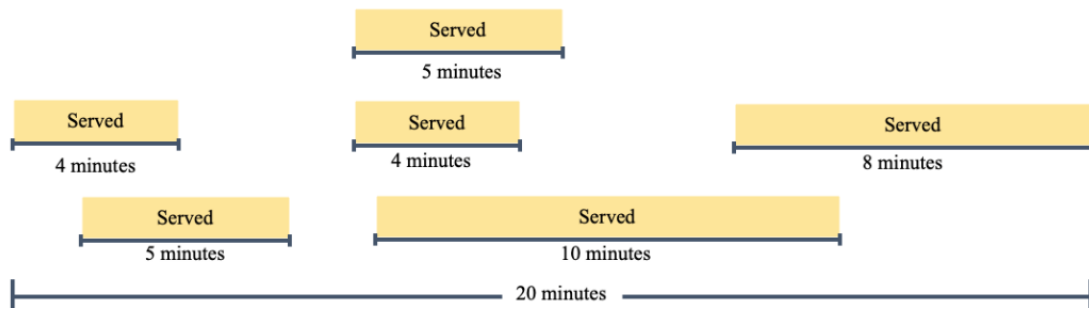 Served
5 minutes
Served
4 minutes
Served
4 minutes
Served
8 minutes
Served
5 minutes
Served
10 minutes
20 minutes